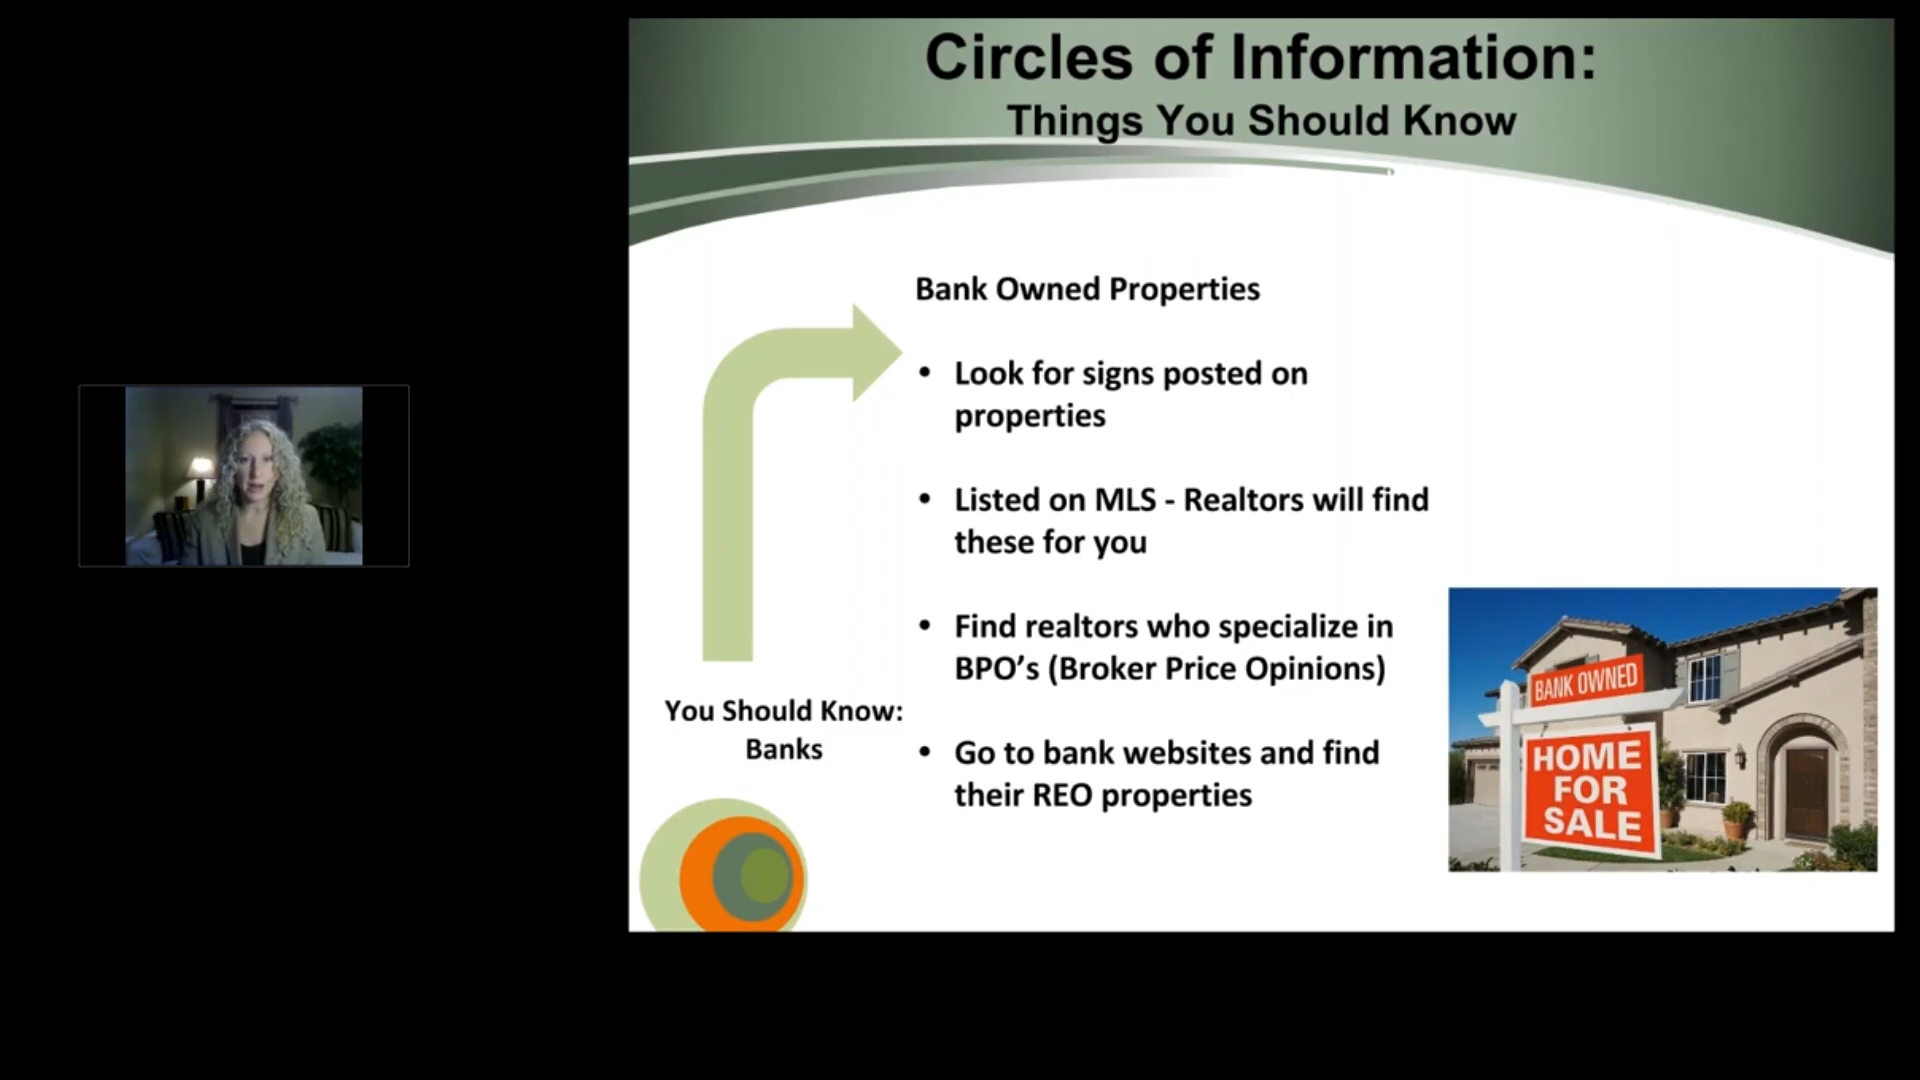 Circles of Information:
Things You Should Know
Bank Owned Properties
• Look for signs posted on
properties
• Listed on MLS - Realtors will find
these for you
• Find realtors who specialize in
BPO’s (Broker Price Opinions)
• Go to bank websites and find
their REO properties
You Should Know:
Banks
BANK OWNED
HOME
FOR
SALE